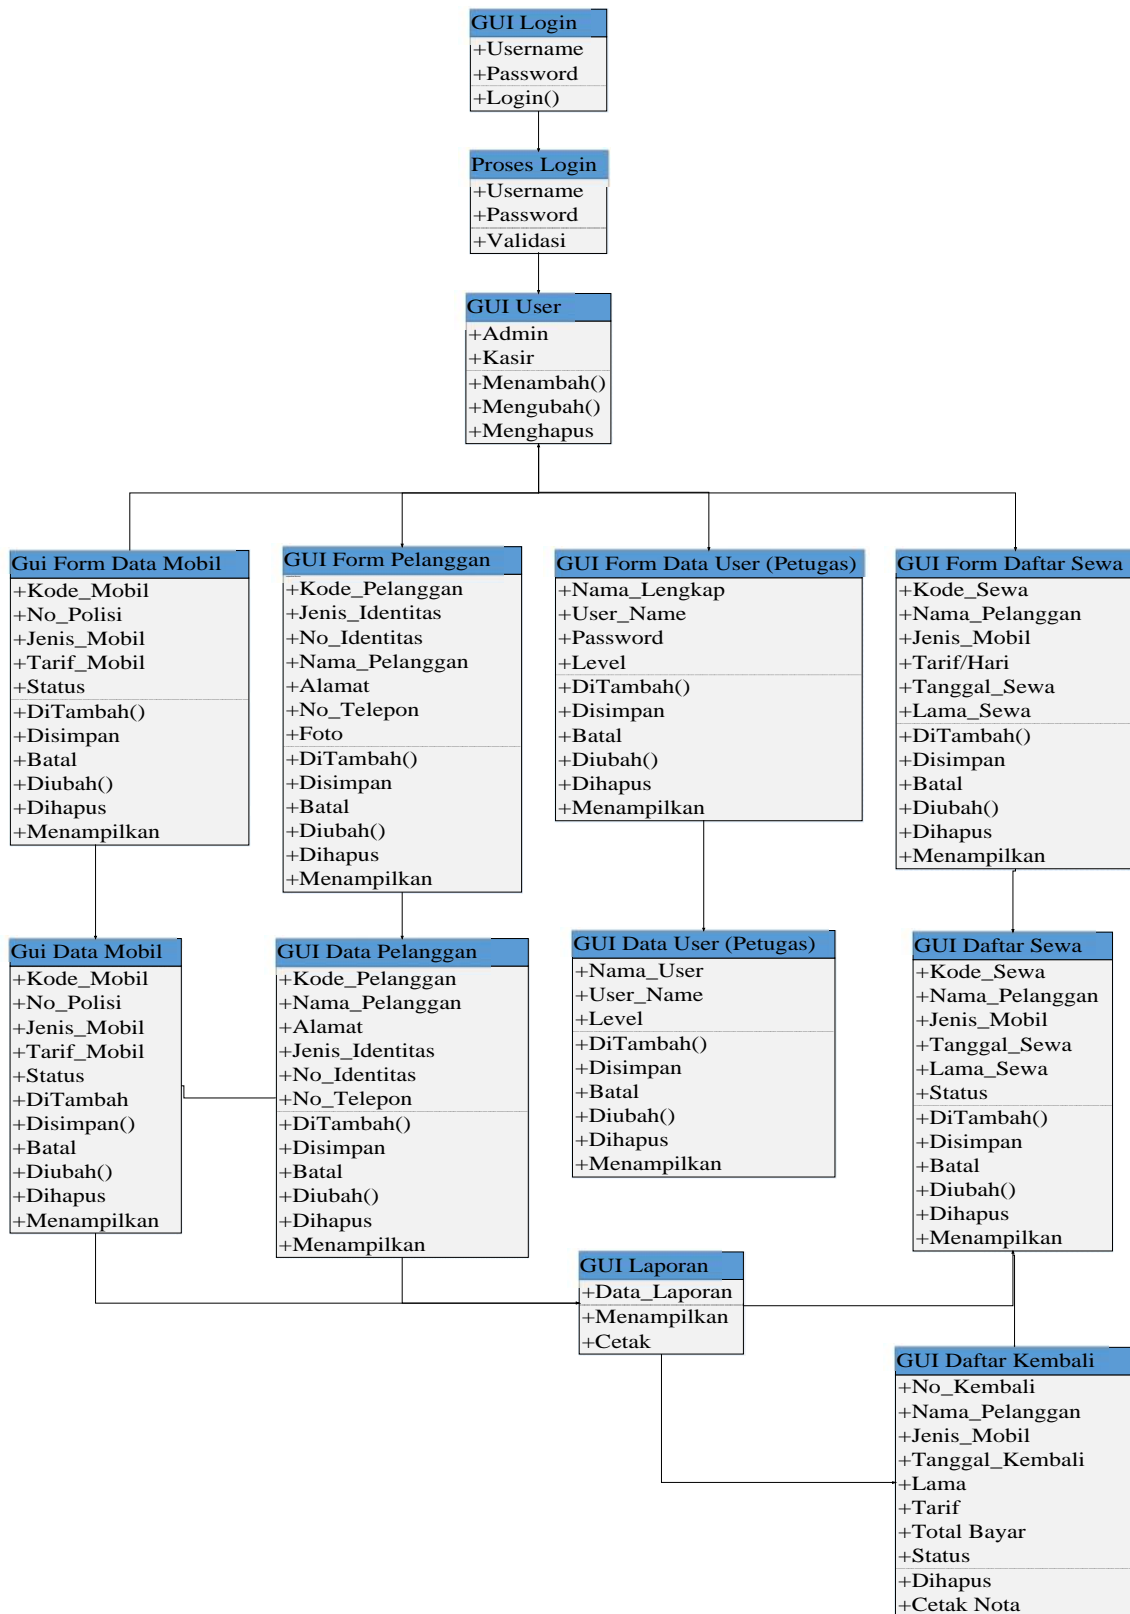 GUI Login
+Username
+Password
+Login()
Proses Login
+Username
+Password
+Validasi
GUI User
+Admin
+Kasir
+Menambah()
+Mengubah()
+Menghapus
Gui Form Data Mobil
+Kode_Mobil
+No_Polisi
+Jenis_Mobil
+Tarif_Mobil
+Status
+DiTambah()
+Disimpan
+Batal
+Diubah()
+Dihapus
+Menampilkan
GUI Form Pelanggan
+Kode_Pelanggan
+Jenis_Identitas
+No_Identitas
+Nama_Pelanggan
+Alamat
+No_Telepon
+Foto
+DiTambah()
+Disimpan
+Batal
+Diubah()
+Dihapus
+Menampilkan
GUI Form Data User (Petugas)
+Nama_Lengkap
+User_Name
+Password
+Level
+DiTambah()
+Disimpan
+Batal
+Diubah()
+Dihapus
+Menampilkan
GUI Form Daftar Sewa
+Kode_Sewa
+Nama_Pelanggan
+Jenis_Mobil
+Tarif/Hari
+Tanggal_Sewa
+Lama_Sewa
+DiTambah()
+Disimpan
+Batal
+Diubah()
+Dihapus
+Menampilkan
Gui Data Mobil
+Kode_Mobil
+No_Polisi
+Jenis_Mobil
+Tarif_Mobil
+Status
+DiTambah
+Disimpan()
+Batal
+Diubah()
+Dihapus
+Menampilkan
GUI Data Pelanggan
+Kode_Pelanggan
+Nama_Pelanggan
+Alamat
+Jenis_Identitas
+No_Identitas
+No_Telepon
+DiTambah()
+Disimpan
+Batal
+Diubah()
+Dihapus
+Menampilkan
GUI Data User (Petugas)
+Nama_User
+User_Name
+Level
+DiTambah()
+Disimpan
+Batal
+Diubah()
+Dihapus
+Menampilkan
GUI Daftar Sewa
+Kode_Sewa
+Nama_Pelanggan
+Jenis_Mobil
+Tanggal_Sewa
+Lama_Sewa
+Status
+DiTambah()
+Disimpan
+Batal
+Diubah()
+Dihapus
+Menampilkan
GUI Laporan
+Data_Laporan
+Menampilkan
+Cetak
GUI Daftar Kembali
+No_Kembali
+Nama_Pelanggan
+Jenis_Mobil
+Tanggal_Kembali
+Lama
+Tarif
+Total Bayar
+Status
+Dihapus
+Cetak Nota